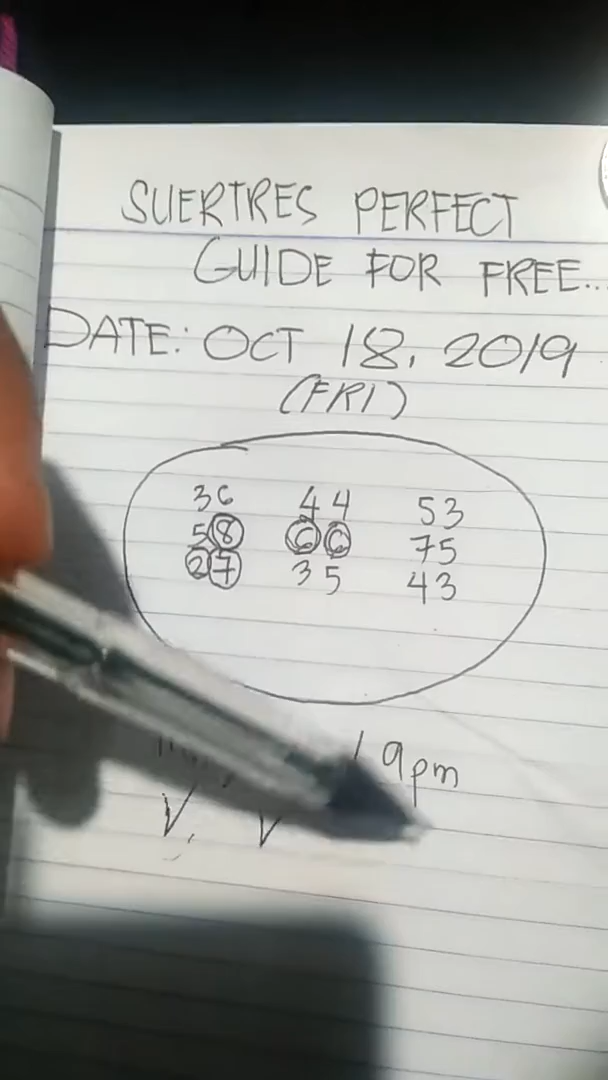 SUERTRES PERFECT
GUIDE FOR FREE...
DATE: OCT 18, 2019
(FRI)
36 44 53
58 66 75
27 35 43
/ 9pm